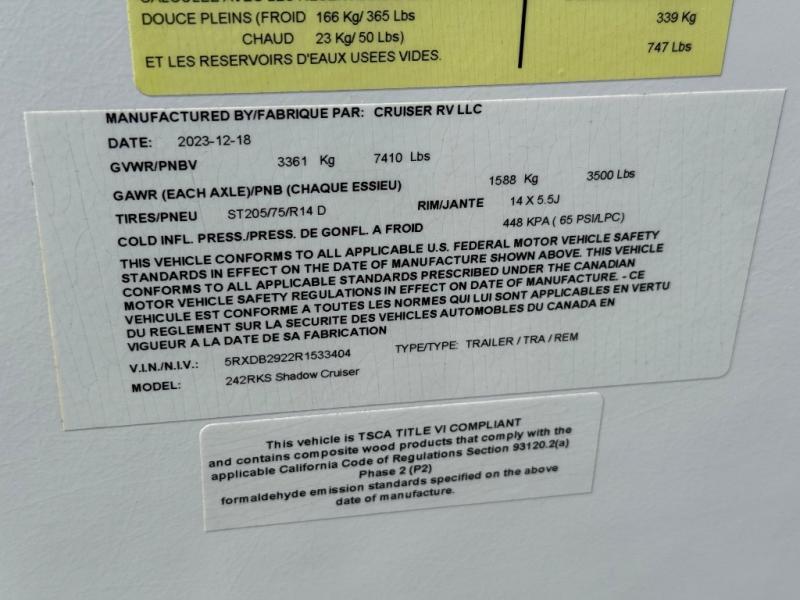 DOUCE PLEINS (FROID 166 Kg/ 365 Lbs 339 Kg
CHAUD 23 Kg/ 50 Lbs) 747 Lbs
ET LES RESERVOIRS D'EAUX USEES VIDES.
MANUFACTURED BY/FABRIQUE PAR: CRUISER RV LLC
DATE: 2023-12-18
GVWR/PNBV 3361 Kg 7410 Lbs
GAWR (EACH AXLE)/PNB (CHAQUE ESSIEU) 1588 Kg 3500 Lbs
TIRES/PNEU ST205/75/R14 D RIM/JANTE 14 X 5.5J
COLD INFL. PRESS./PRESS. DE GONFL. A FROID 448 KPA ( 65 PSI/LPC)
THIS VEHICLE CONFORMS TO ALL APPLICABLE U.S. FEDERAL MOTOR VEHICLE SAFETY
STANDARDS IN EFFECT ON THE DATE OF MANUFACTURE SHOWN ABOVE. THIS VEHICLE
CONFORMS TO ALL APPLICABLE STANDARDS PRESCRIBED UNDER THE CANADIAN
MOTOR VEHICLE SAFETY REGULATIONS IN EFFECT ON DATE OF MANUFACTURE. - CE
VEHICULE EST CONFORME A TOUTES LES NORMES QUI LUI SONT APPLICABLES EN VERTU
DU REGLEMENT SUR LA SECURITE DES VEHICLES AUTOMOBILES DU CANADA EN
VIGUEUR A LA DATE DE SA FABRICATION
V.I.N./N.I.V.: 5RXDB2922R1533404 TYPE/TYPE: TRAILER / TRA / REM
MODEL: 242RKS Shadow Cruiser
This vehicle is TSCA TITLE VI COMPLIANT
and contains composite wood products that comply with the
applicable California Code of Regulations Section 93120.2(a)
Phase 2 (P2)
formaldehyde emission standards specified on the above
date of manufacture.